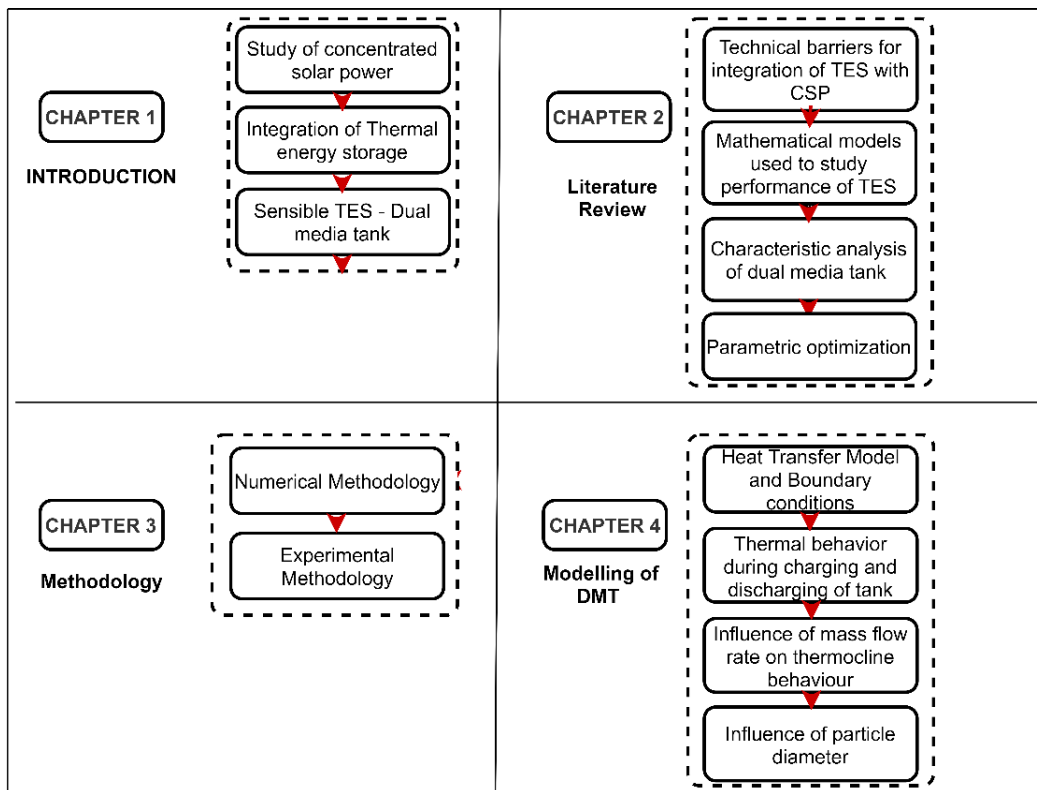 CHAPTER 1
INTRODUCTION
Study of concentrated
solar power
Integration of Thermal
energy storage
Sensible TES - Dual
media tank
CHAPTER 2
Literature
Review
Technical barriers for
integration of TES with
CSP
Mathematical models
used to study
performance of TES
Characteristic analysis
of dual media tank
Parametric optimization
CHAPTER 3
Methodology
Numerical Methodology
Experimental
Methodology
CHAPTER 4
Modelling of
DMT
Heat Transfer Model
and Boundary
conditions
Thermal behavior
during charging and
discharging of tank
Influence of mass flow
rate on thermocline
behaviour
Influence of particle
diameter